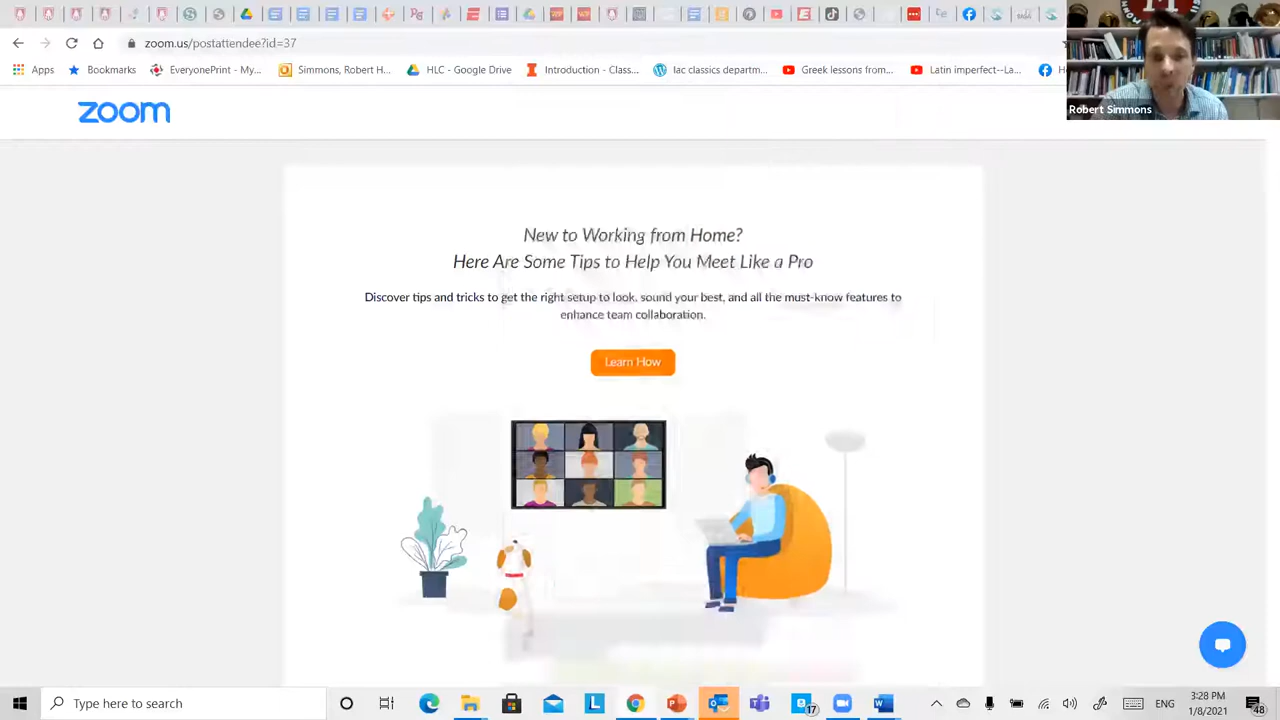 zoom.us/postattendee?id=37
Apps
Bookmarks
EveryonePrint - My...
Simmons, Robert H...
HLC - Google Drive
Introduction - Class...
lac classics departm...
Greek lessons from...
Latin imperfect--La...
Robert Simmons
zoom
New to Working from Home?
Here Are Some Tips to Help You Meet Like a Pro
Discover tips and tricks to get the right setup to look, sound your best, and all the must-know features to
enhance team collaboration.
Learn How
Type here to search
17
ENG
3:28 PM
1/8/2021
48